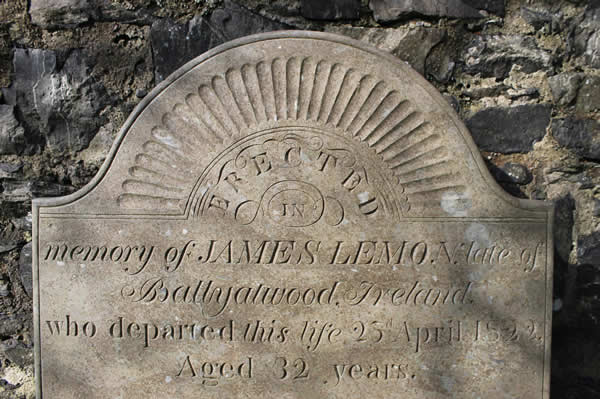 ERECTED
IN
memory of JAMES LEMON, late of
Ballyatwood, Ireland,
who departed this life, 23d April 1822,
Aged 32 years.